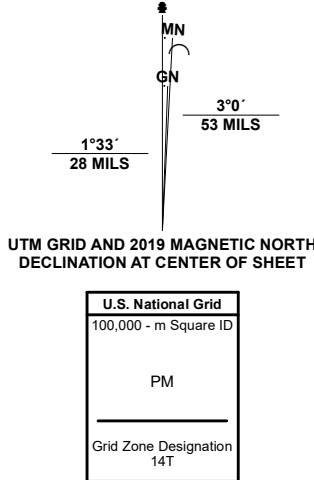 MN
GN
3°0´
53 MILS
1°33´
28 MILS
UTM GRID AND 2019 MAGNETIC NORTH
DECLINATION AT CENTER OF SHEET
U.S. National Grid
100,000 - m Square ID
PM
Grid Zone Designation
14T